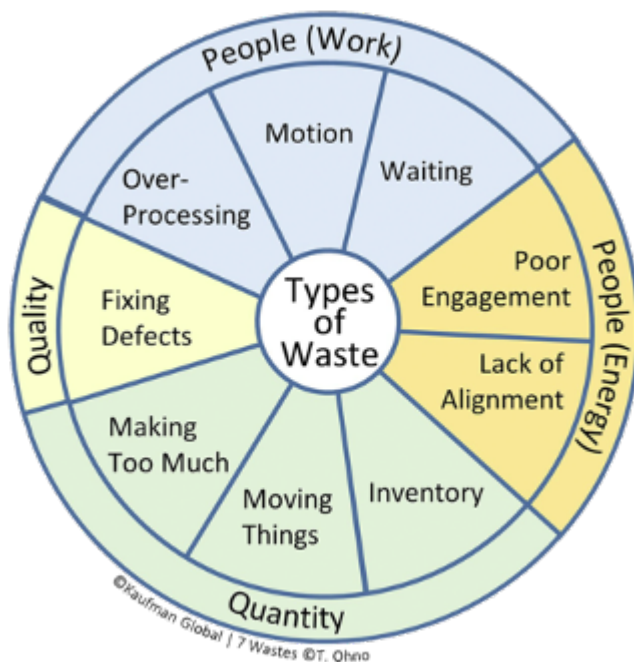 People (Work)
Motion
Waiting
Over-
Processing
People (Energy)
Poor
Engagement
Lack of
Alignment
Quality
Fixing
Defects
Types
of
Waste
Making
Too Much
Moving
Things
Inventory
Quantity
©Kaufman Global | 7 Wastes ©T. Ohno